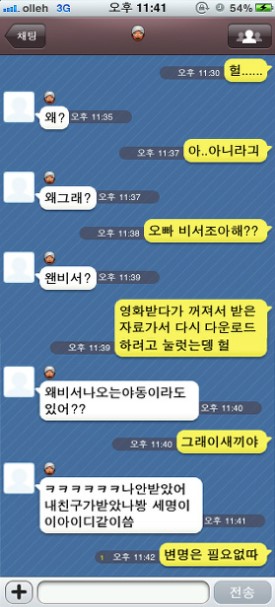 olleh 3G 오후 11:41 54%
채팅
헐......
오후 11:30
왜?
오후 11:35
아..아니라긔
오후 11:37
왜그래?
오후 11:37
오빠 비서조아해??
오후 11:38
왠비서?
오후 11:39
영화받다가 꺼져서 받은
자료가서 다시 다운로드
하려고 눌럿는뎅 헐
오후 11:39
왜비서나오는야동이라도
있어??
오후 11:40
그래이새끼야
오후 11:40
ㅋㅋㅋㅋㅋㅋ나안받았어
내친구가받았나봥 세명이
이아이디같이씀
오후 11:41
변명은 필요없따
1 오후 11:42
전송